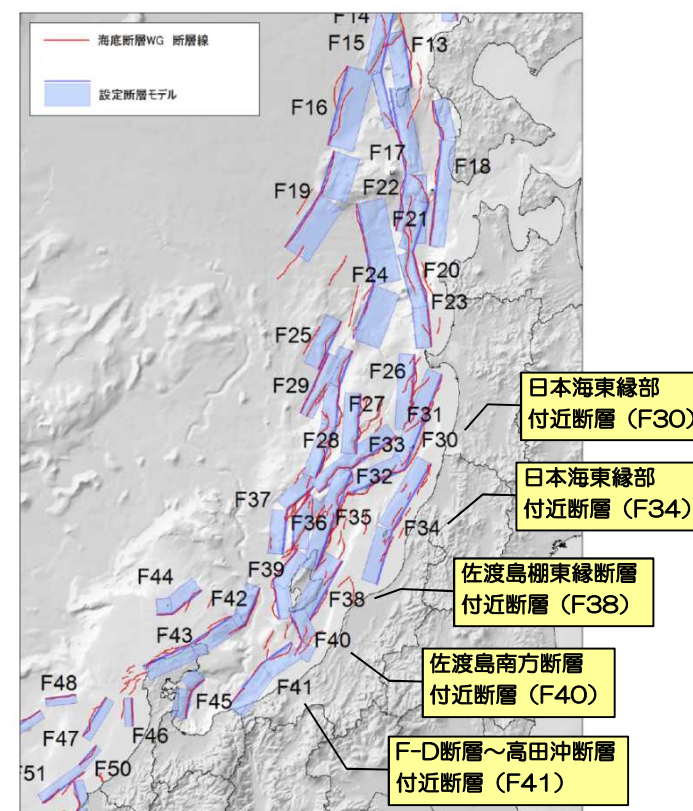 F14
海底断層WG 断層線
F15
F13
設定断層モデル
F16
F17
F18
F22
F19
F21
F24
F20
F23
F25
F26
F29
F27
F31
日本海東縁部
付近断層（F30）
F28
F33
F30
F32
日本海東縁部
付近断層（F34）
F37
F35
F36
F34
F39
佐渡島棚東縁断層
付近断層（F38）
F44
F42
F38
F43
F40
佐渡島南方断層
付近断層（F40）
F48
F45
F41
F46
F47
F-D断層～高田沖断層
付近断層（F41）
F50
F51